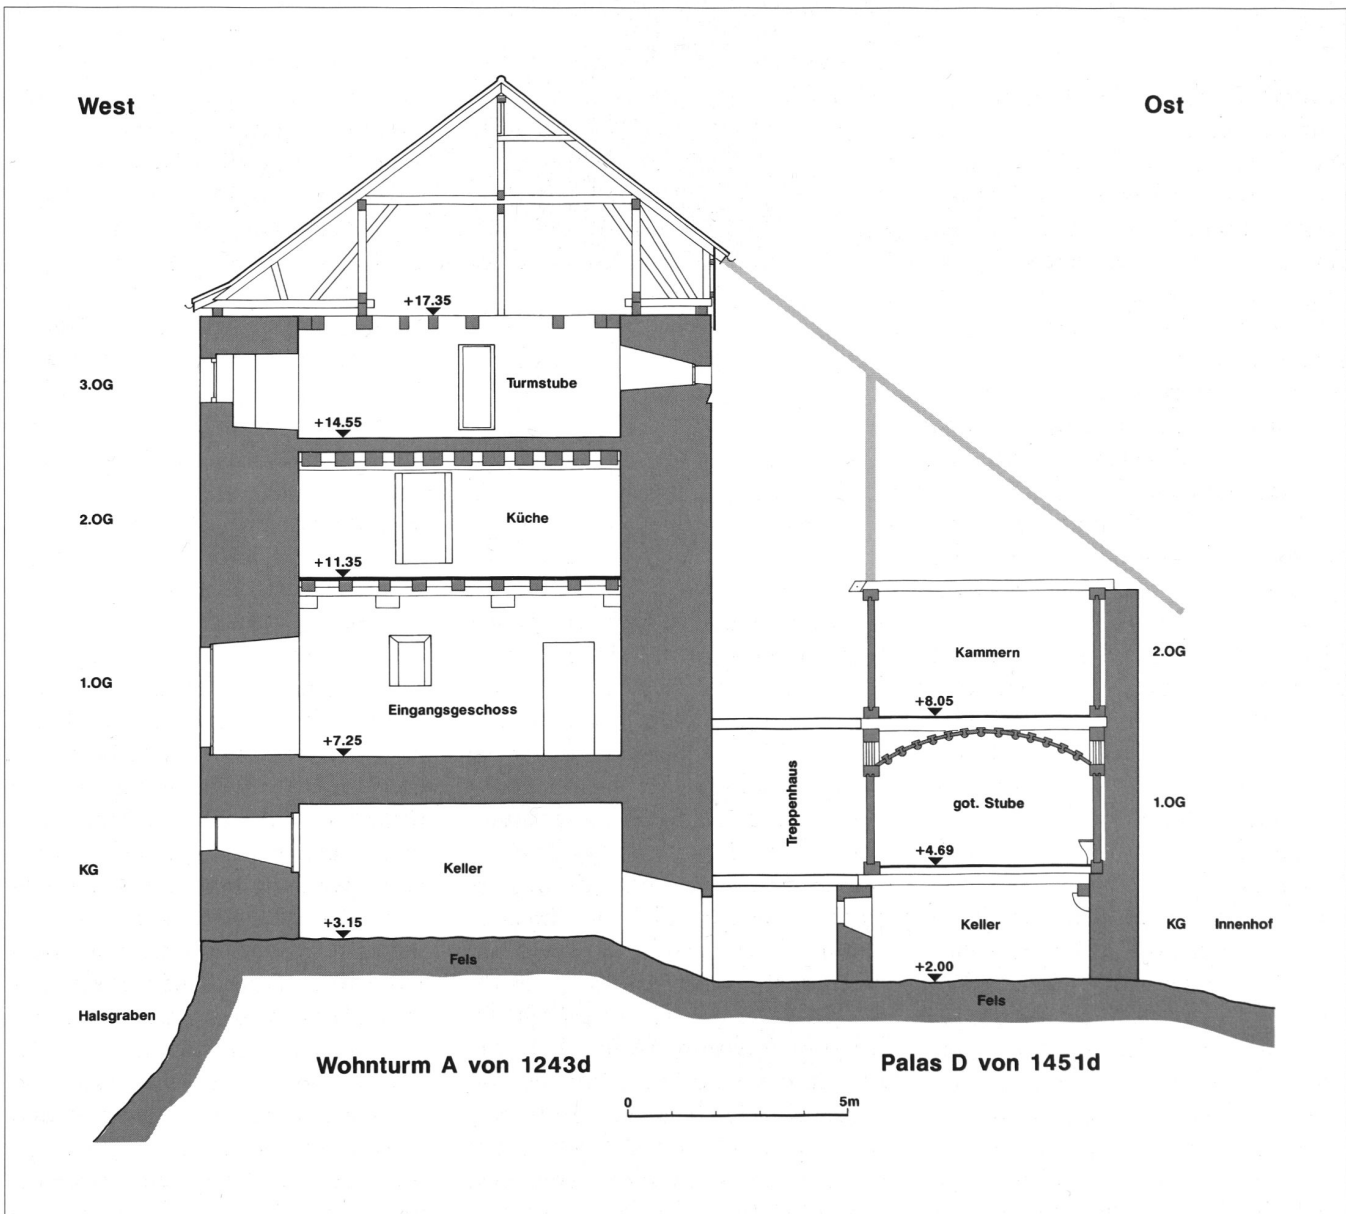 West
Ost
+17.35
3.OG
Turmstube
+14.55
2.OG
Küche
+11.35
Kammern
2.OG
1.OG
+8.05
Eingangsgeschoss
+7.25
Treppenhaus
got. Stube
1.OG
+4.69
KG
Keller
+3.15
Keller
KG
Innenhof
Fels
+2.00
Fels
Halsgraben
Wohnturm A von 1243d
Palas D von 1451d
0
5m